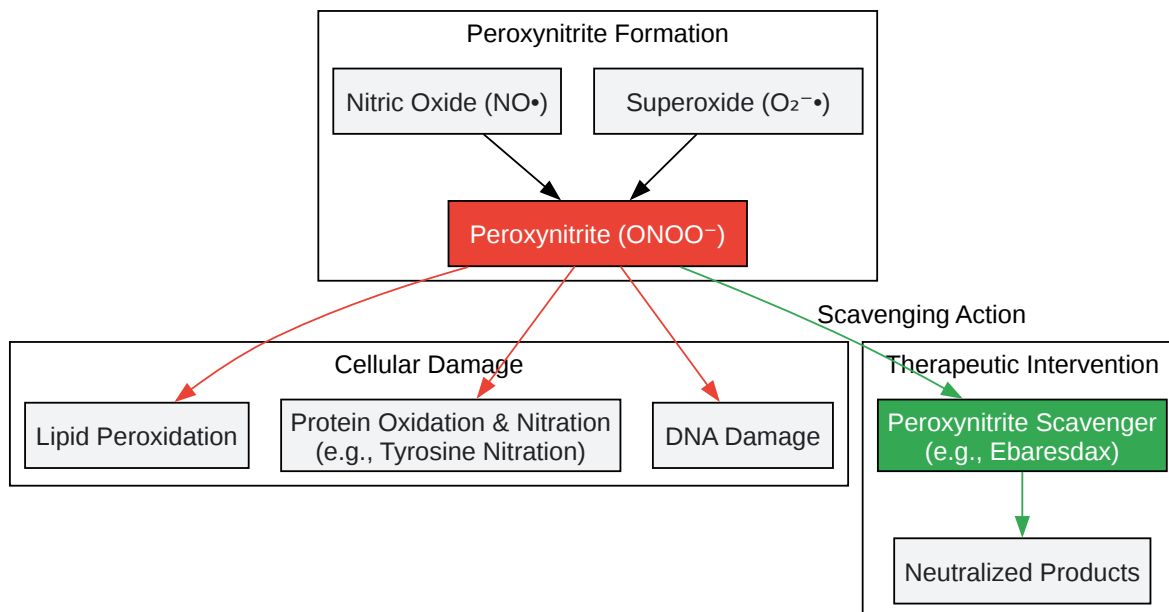 Peroxynitrite Formation
Nitric Oxide (NO•)
Superoxide (O₂⁻•)
Peroxynitrite (ONOO⁻)
Scavenging Action
Cellular Damage
Therapeutic Intervention
Lipid Peroxidation
Protein Oxidation & Nitration
(e.g., Tyrosine Nitration)
DNA Damage
Peroxynitrite Scavenger
(e.g., Ebaresdax)
Neutralized Products